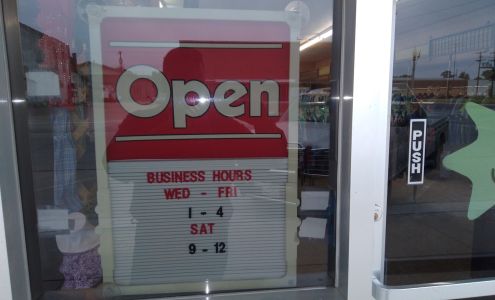 Open
BUSINESS HOURS
WED - FRI
1 - 4
SAT
9 - 12
PUSH